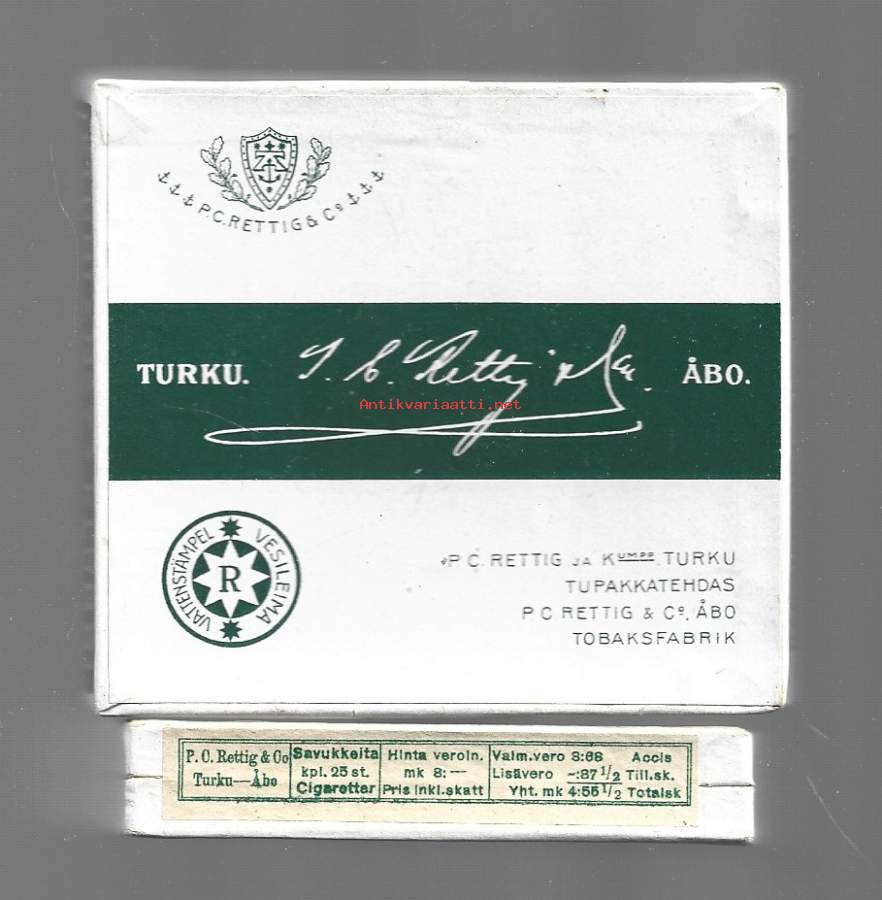 P.C. RETTIG & Cº
TURKU. P. C. Rettig & Co. ÅBO.
Antikvariaatti.net
VATTENSTÄMPEL VESILEIMA
R
P. C. RETTIG JA KUMPP. TURKU
TUPAKKATEHDAS
P C RETTIG & Cº, ÅBO
TOBAKSFABRIK
P. C. Rettig & Co
Turku—Åbo
Savukkeita
kpl. 25 st.
Cigaretter
Hinta veroin.
mk 8:—
Pris inkl.skatt
Valm.vero 3:68 Accis
Lisävero –:87 1/2 Till.sk.
Yht. mk 4:55 1/2 Totalsk